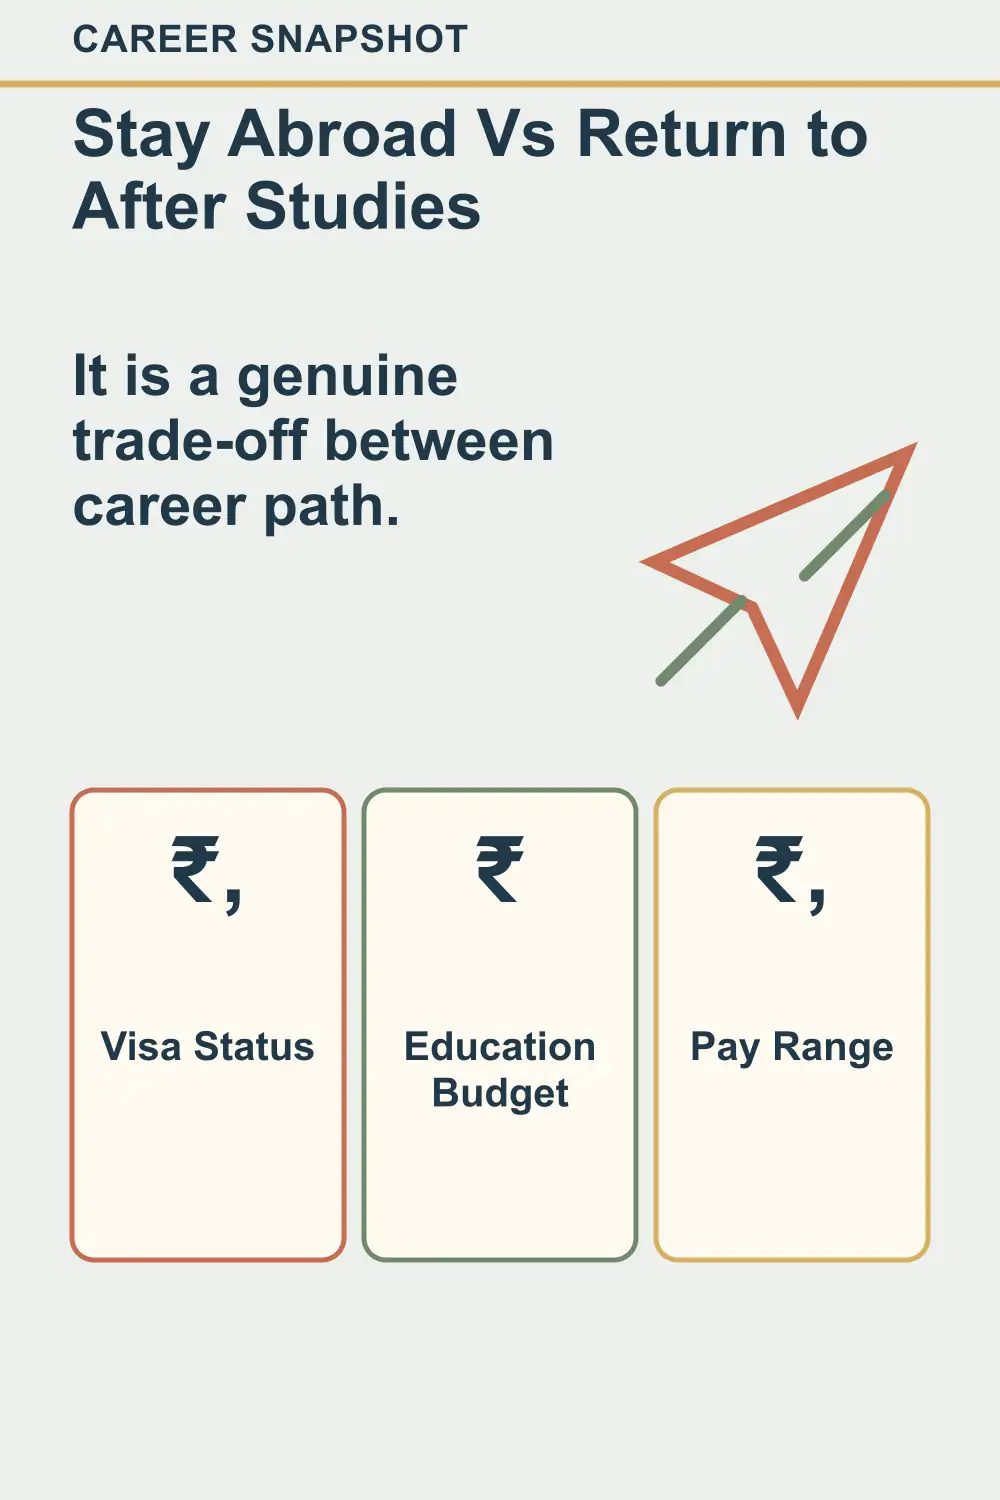 CAREER SNAPSHOT
Stay Abroad Vs Return to
After Studies
It is a genuine
trade-off between
career path.
₹,
Visa Status
₹
Education
Budget
₹,
Pay Range